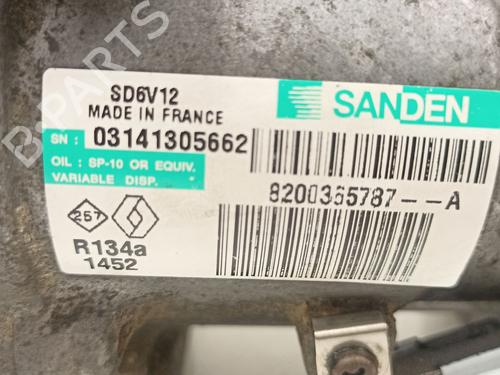 SD6V12
MADE IN FRANCE
SANDEN
SN : 03141305662
OIL : SP-10 OR EQUIV.
VARIABLE DISP.
8200365787--A
257
R134a
1452
B-PARTS